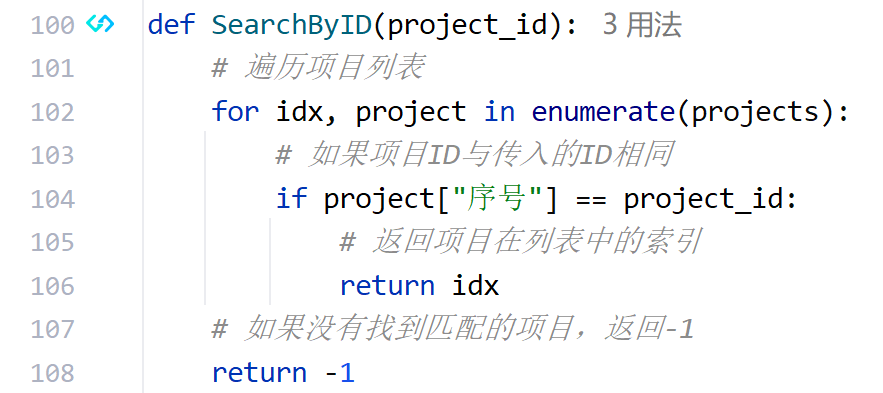 100 def SearchByID(project_id): 3 用法
101 # 遍历项目列表
102 for idx, project in enumerate(projects):
103 # 如果项目ID与传入的ID相同
104 if project["序号"] == project_id:
105 # 返回项目在列表中的索引
106 return idx
107 # 如果没有找到匹配的项目，返回-1
108 return -1